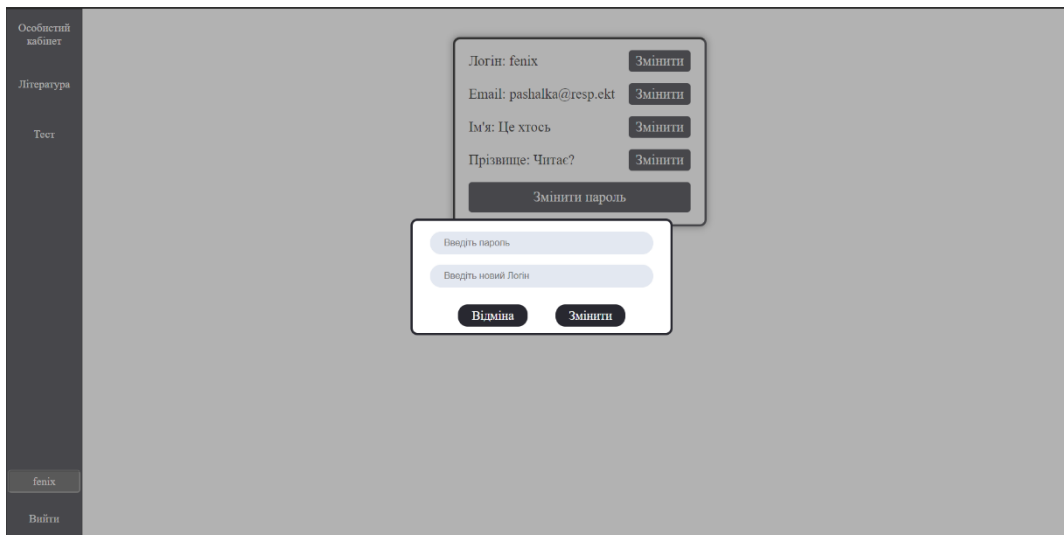 Особистий
кабінет
Література
Тест
fenix
Вийти
Логін: fenix
Змінити
Email: pashalka@resp.ekt
Змінити
Ім'я: Це хтось
Змінити
Прізвище: Читає?
Змінити
Змінити пароль
Введіть пароль
Введіть новий Логін
Відміна
Змінити